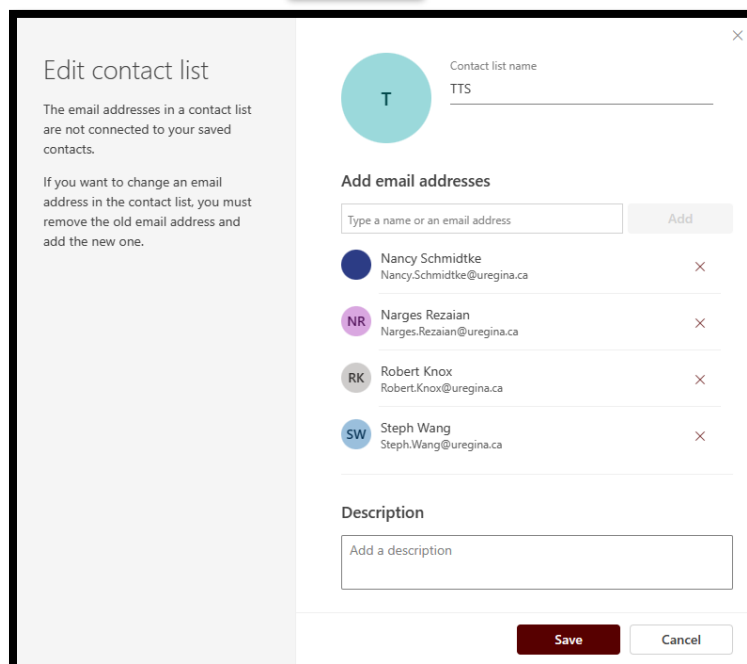 Edit contact list
The email addresses in a contact list
are not connected to your saved
contacts.
If you want to change an email
address in the contact list, you must
remove the old email address and
add the new one.
T
Contact list name
TTS
Add email addresses
Type a name or an email address
Add
Nancy Schmidtke
Nancy.Schmidtke@uregina.ca
NR
Narges Rezaian
Narges.Rezaian@uregina.ca
RK
Robert Knox
Robert.Knox@uregina.ca
SW
Steph Wang
Steph.Wang@uregina.ca
Description
Add a description
Save
Cancel